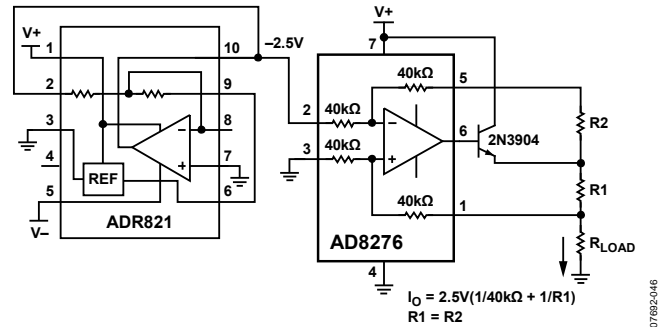 V+
1
2
3
4
5
10
9
8
7
6
–2.5V
REF
V–
ADR821
V+
7
40kΩ
5
2
40kΩ
3
40kΩ
6
2N3904
R2
R1
40kΩ
1
AD8276
4
RLOAD
IO = 2.5V(1/40kΩ + 1/R1)
R1 = R2
07692-046
−
+
−
+